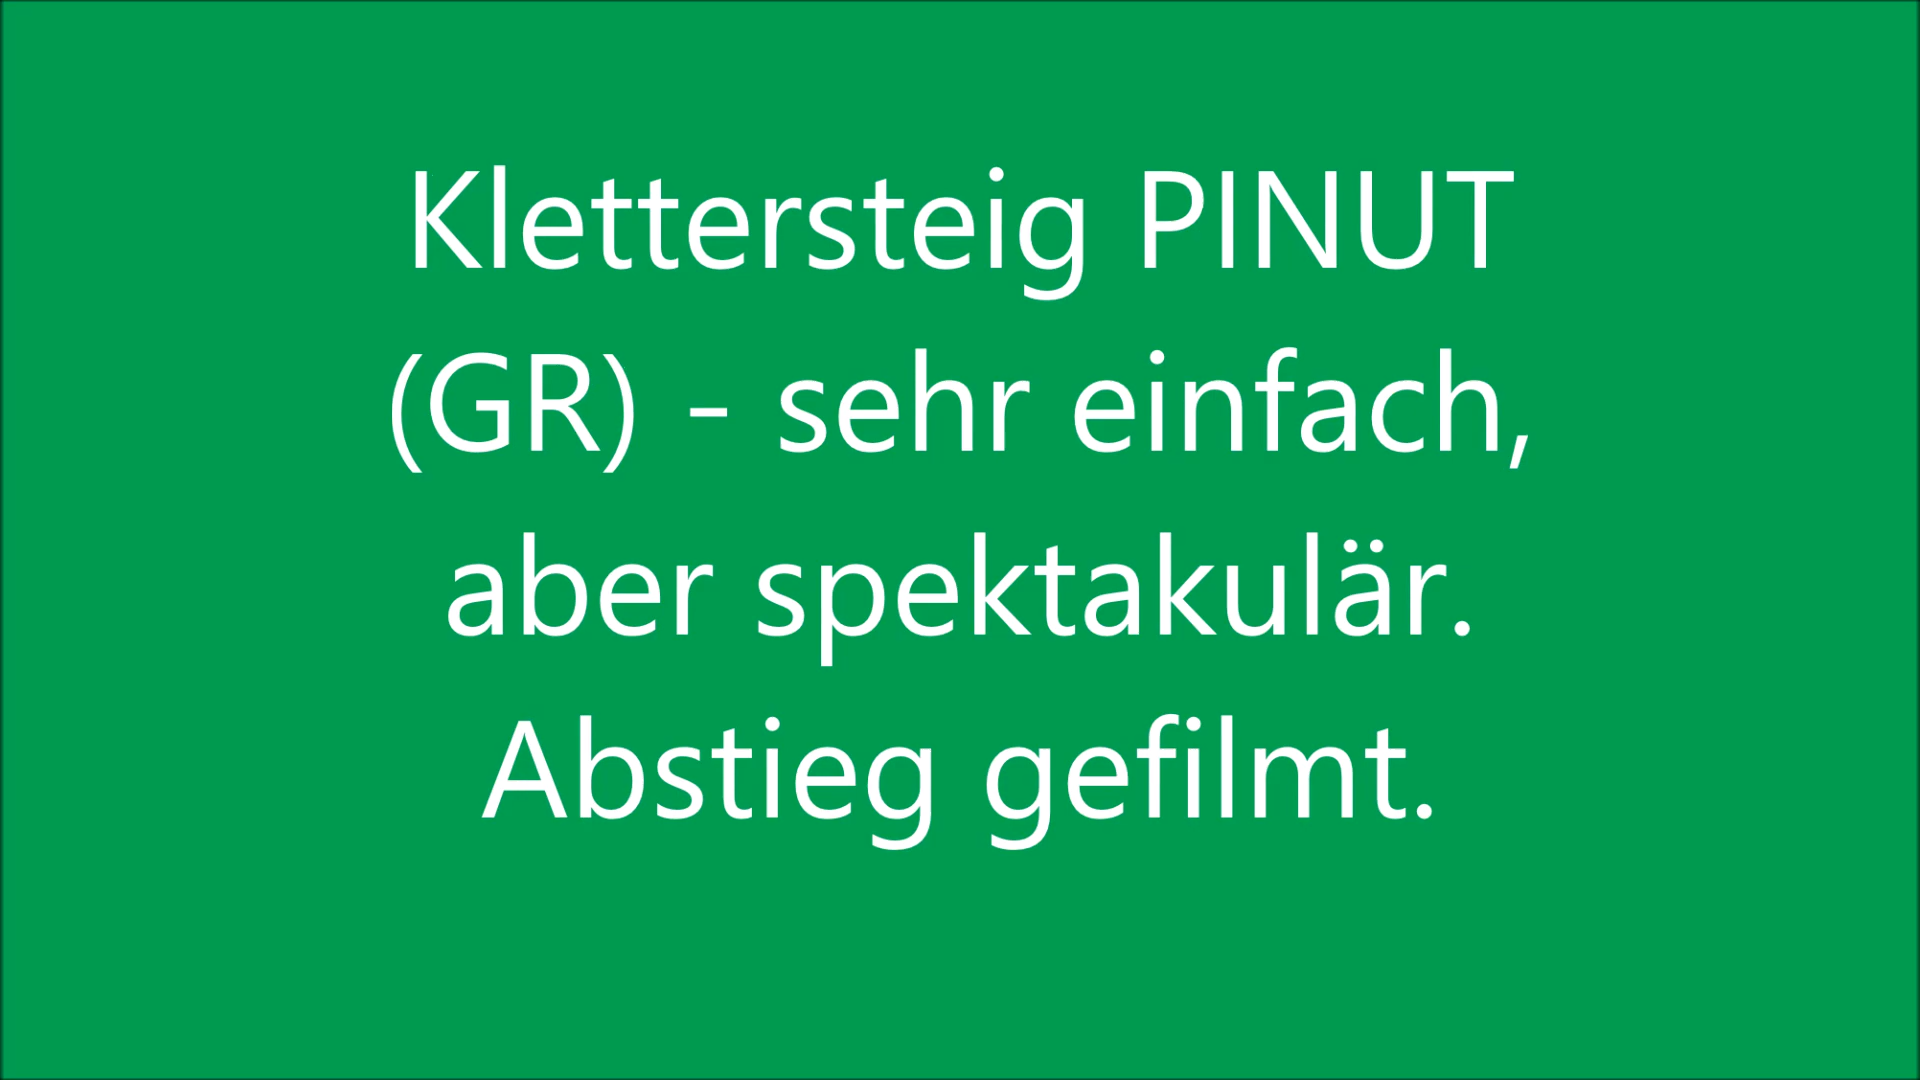 Klettersteig PINUT
(GR) - sehr einfach,
aber spektakulär.
Abstieg gefilmt.